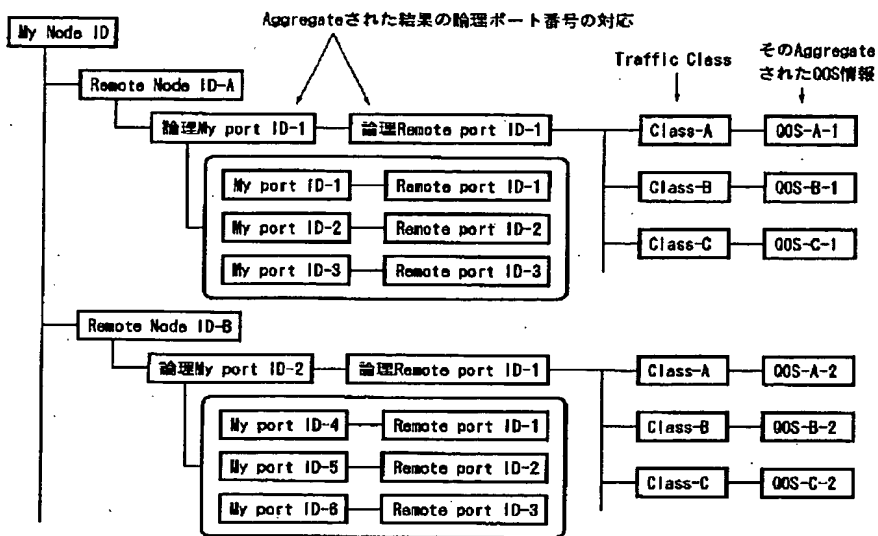 Aggregateされた結果の論理ポート番号の対応
My Node ID
Traffic Class
そのAggregate
されたQOS情報
Remote Node ID-A
論理My port ID-1
論理Remote port ID-1
Class-A
QOS-A-1
My port ID-1
Remote port ID-1
Class-B
QOS-B-1
My port ID-2
Remote port ID-2
Class-C
QOS-C-1
My port ID-3
Remote port ID-3
Remote Node ID-B
論理My port ID-2
論理Remote port ID-1
Class-A
QOS-A-2
My port ID-4
Remote port ID-1
Class-B
QOS-B-2
My port ID-5
Remote port ID-2
Class-C
QOS-C-2
My port ID-6
Remote port ID-3